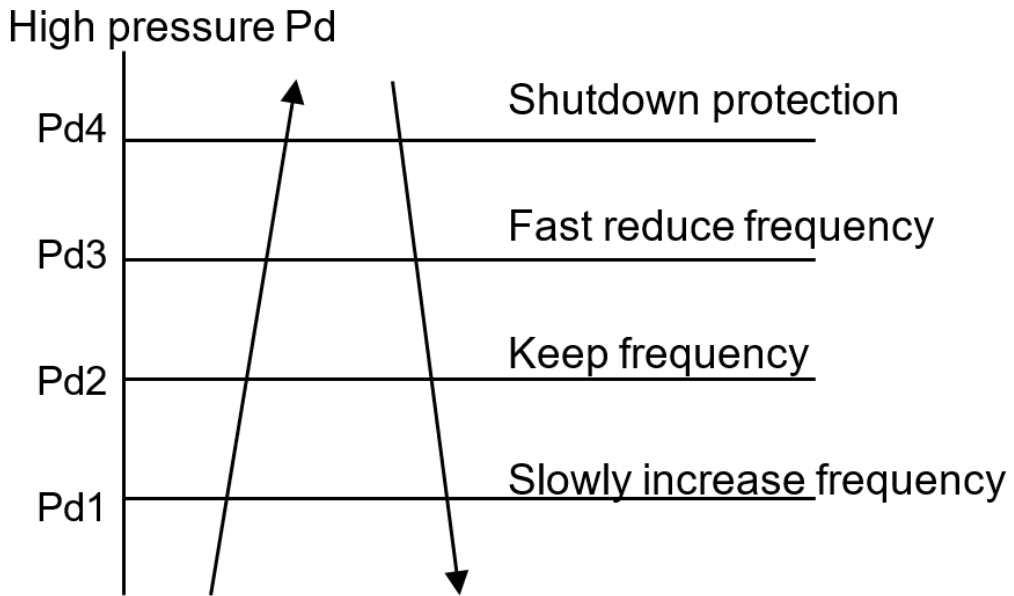 High pressure Pd
Shutdown protection
Pd4
Fast reduce frequency
Pd3
Keep frequency
Pd2
Slowly increase frequency
Pd1